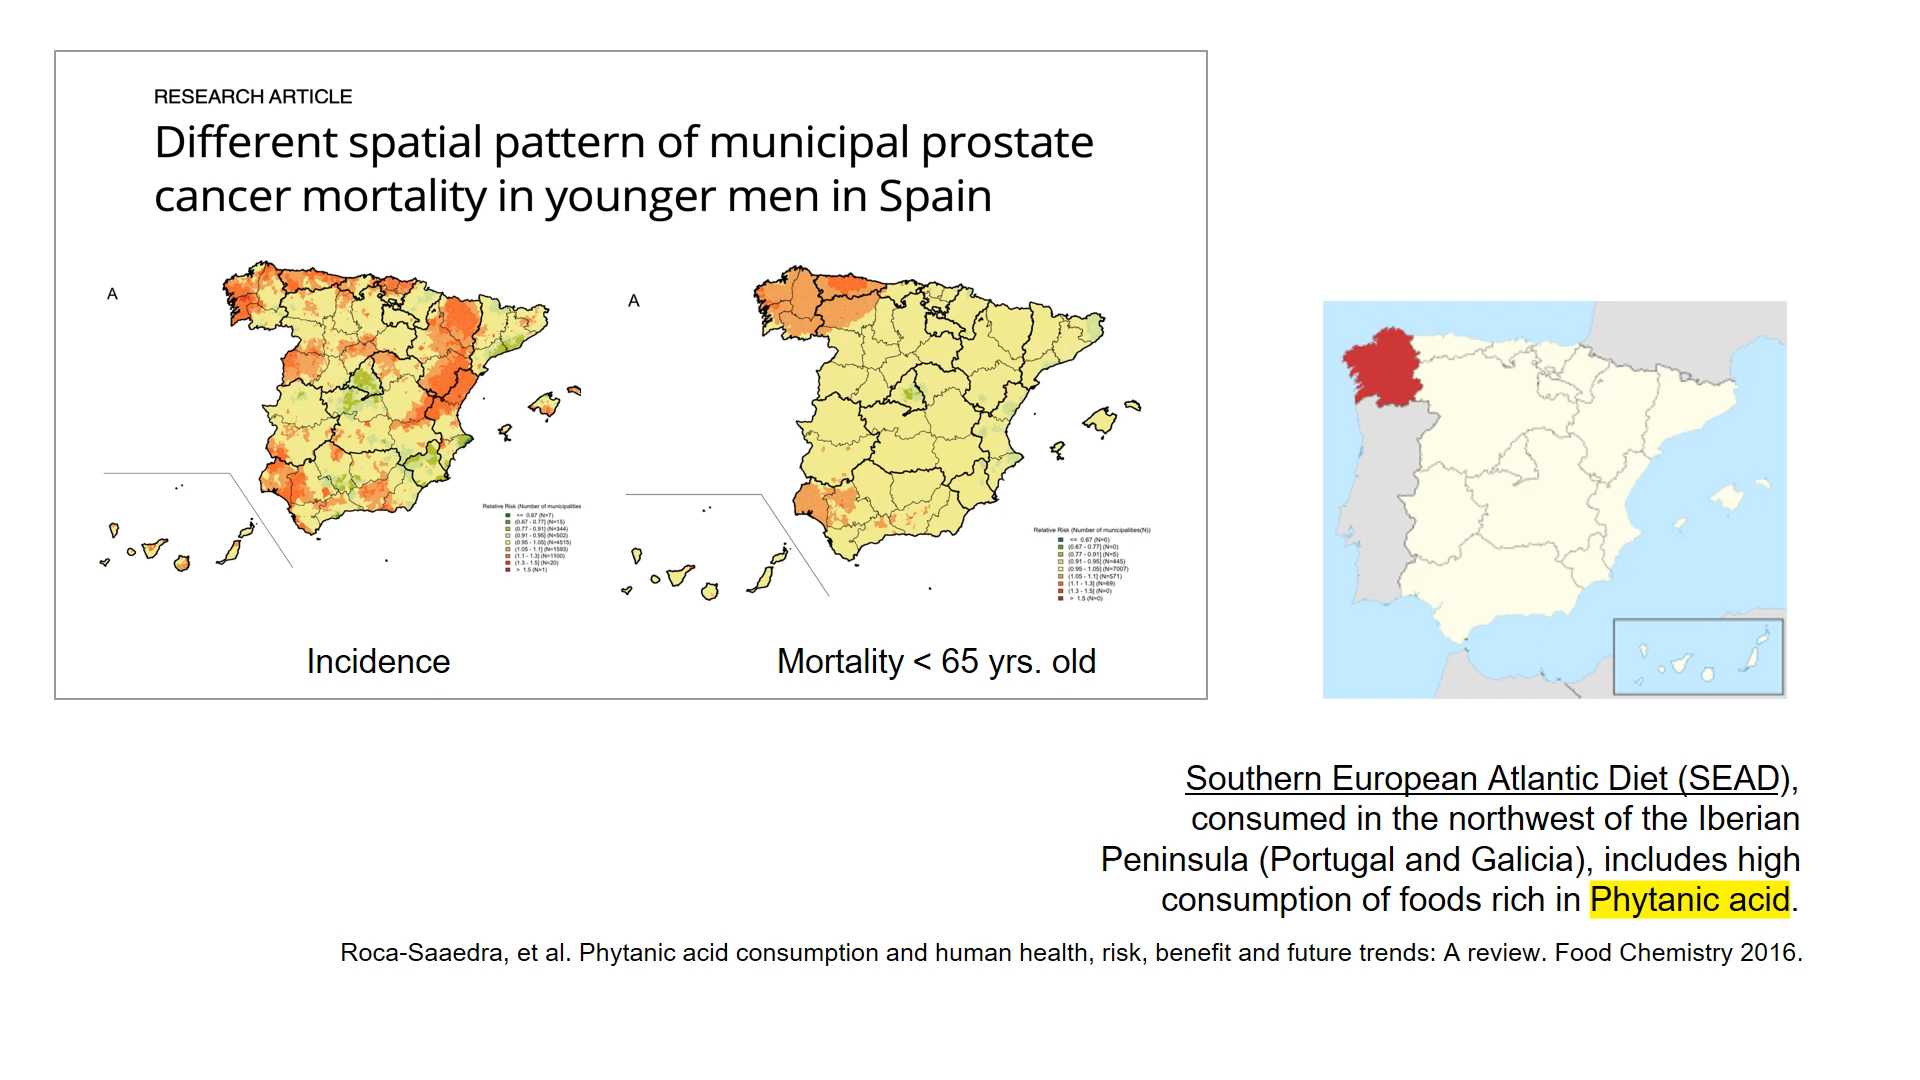 RESEARCH ARTICLE
Different spatial pattern of municipal prostate
cancer mortality in younger men in Spain
A
Relative Risk (Number of municipalities
<= 0.67 (N=7)
(0.67 - 0.77] (N=15)
(0.77 - 0.91] (N=344)
(0.91 - 0.95] (N=502)
(0.95 - 1.05] (N=4515)
(1.05 - 1.1] (N=1593)
(1.1 - 1.3] (N=1100)
(1.3 - 1.5] (N=20)
> 1.5 (N=1)
Incidence
A
Relative Risk (Number of municipalities(N))
<= 0.67 (N=0)
(0.67 - 0.77] (N=0)
(0.77 - 0.91] (N=5)
(0.91 - 0.95] (N=445)
(0.95 - 1.05] (N=7007)
(1.05 - 1.1] (N=571)
(1.1 - 1.3] (N=69)
(1.3 - 1.5] (N=0)
> 1.5 (N=0)
Mortality < 65 yrs. old
Southern European Atlantic Diet (SEAD),
consumed in the northwest of the Iberian
Peninsula (Portugal and Galicia), includes high
consumption of foods rich in Phytanic acid.
Roca-Saaedra, et al. Phytanic acid consumption and human health, risk, benefit and future trends: A review. Food Chemistry 2016.